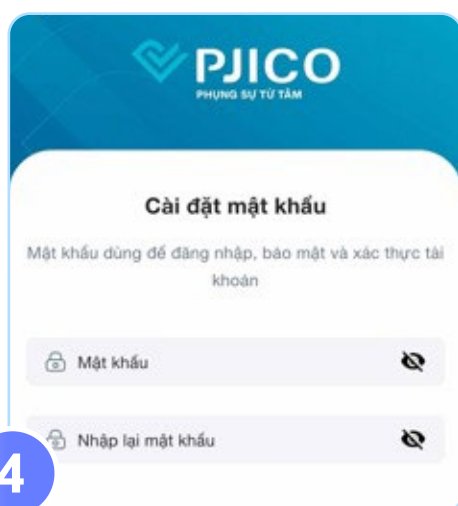 PJICO
PHỤNG SỰ TỪ TÂM
Cài đặt mật khẩu
Mật khẩu dùng để đăng nhập, bảo mật và xác thực tài
khoản
Mật khẩu
Nhập lại mật khẩu
4